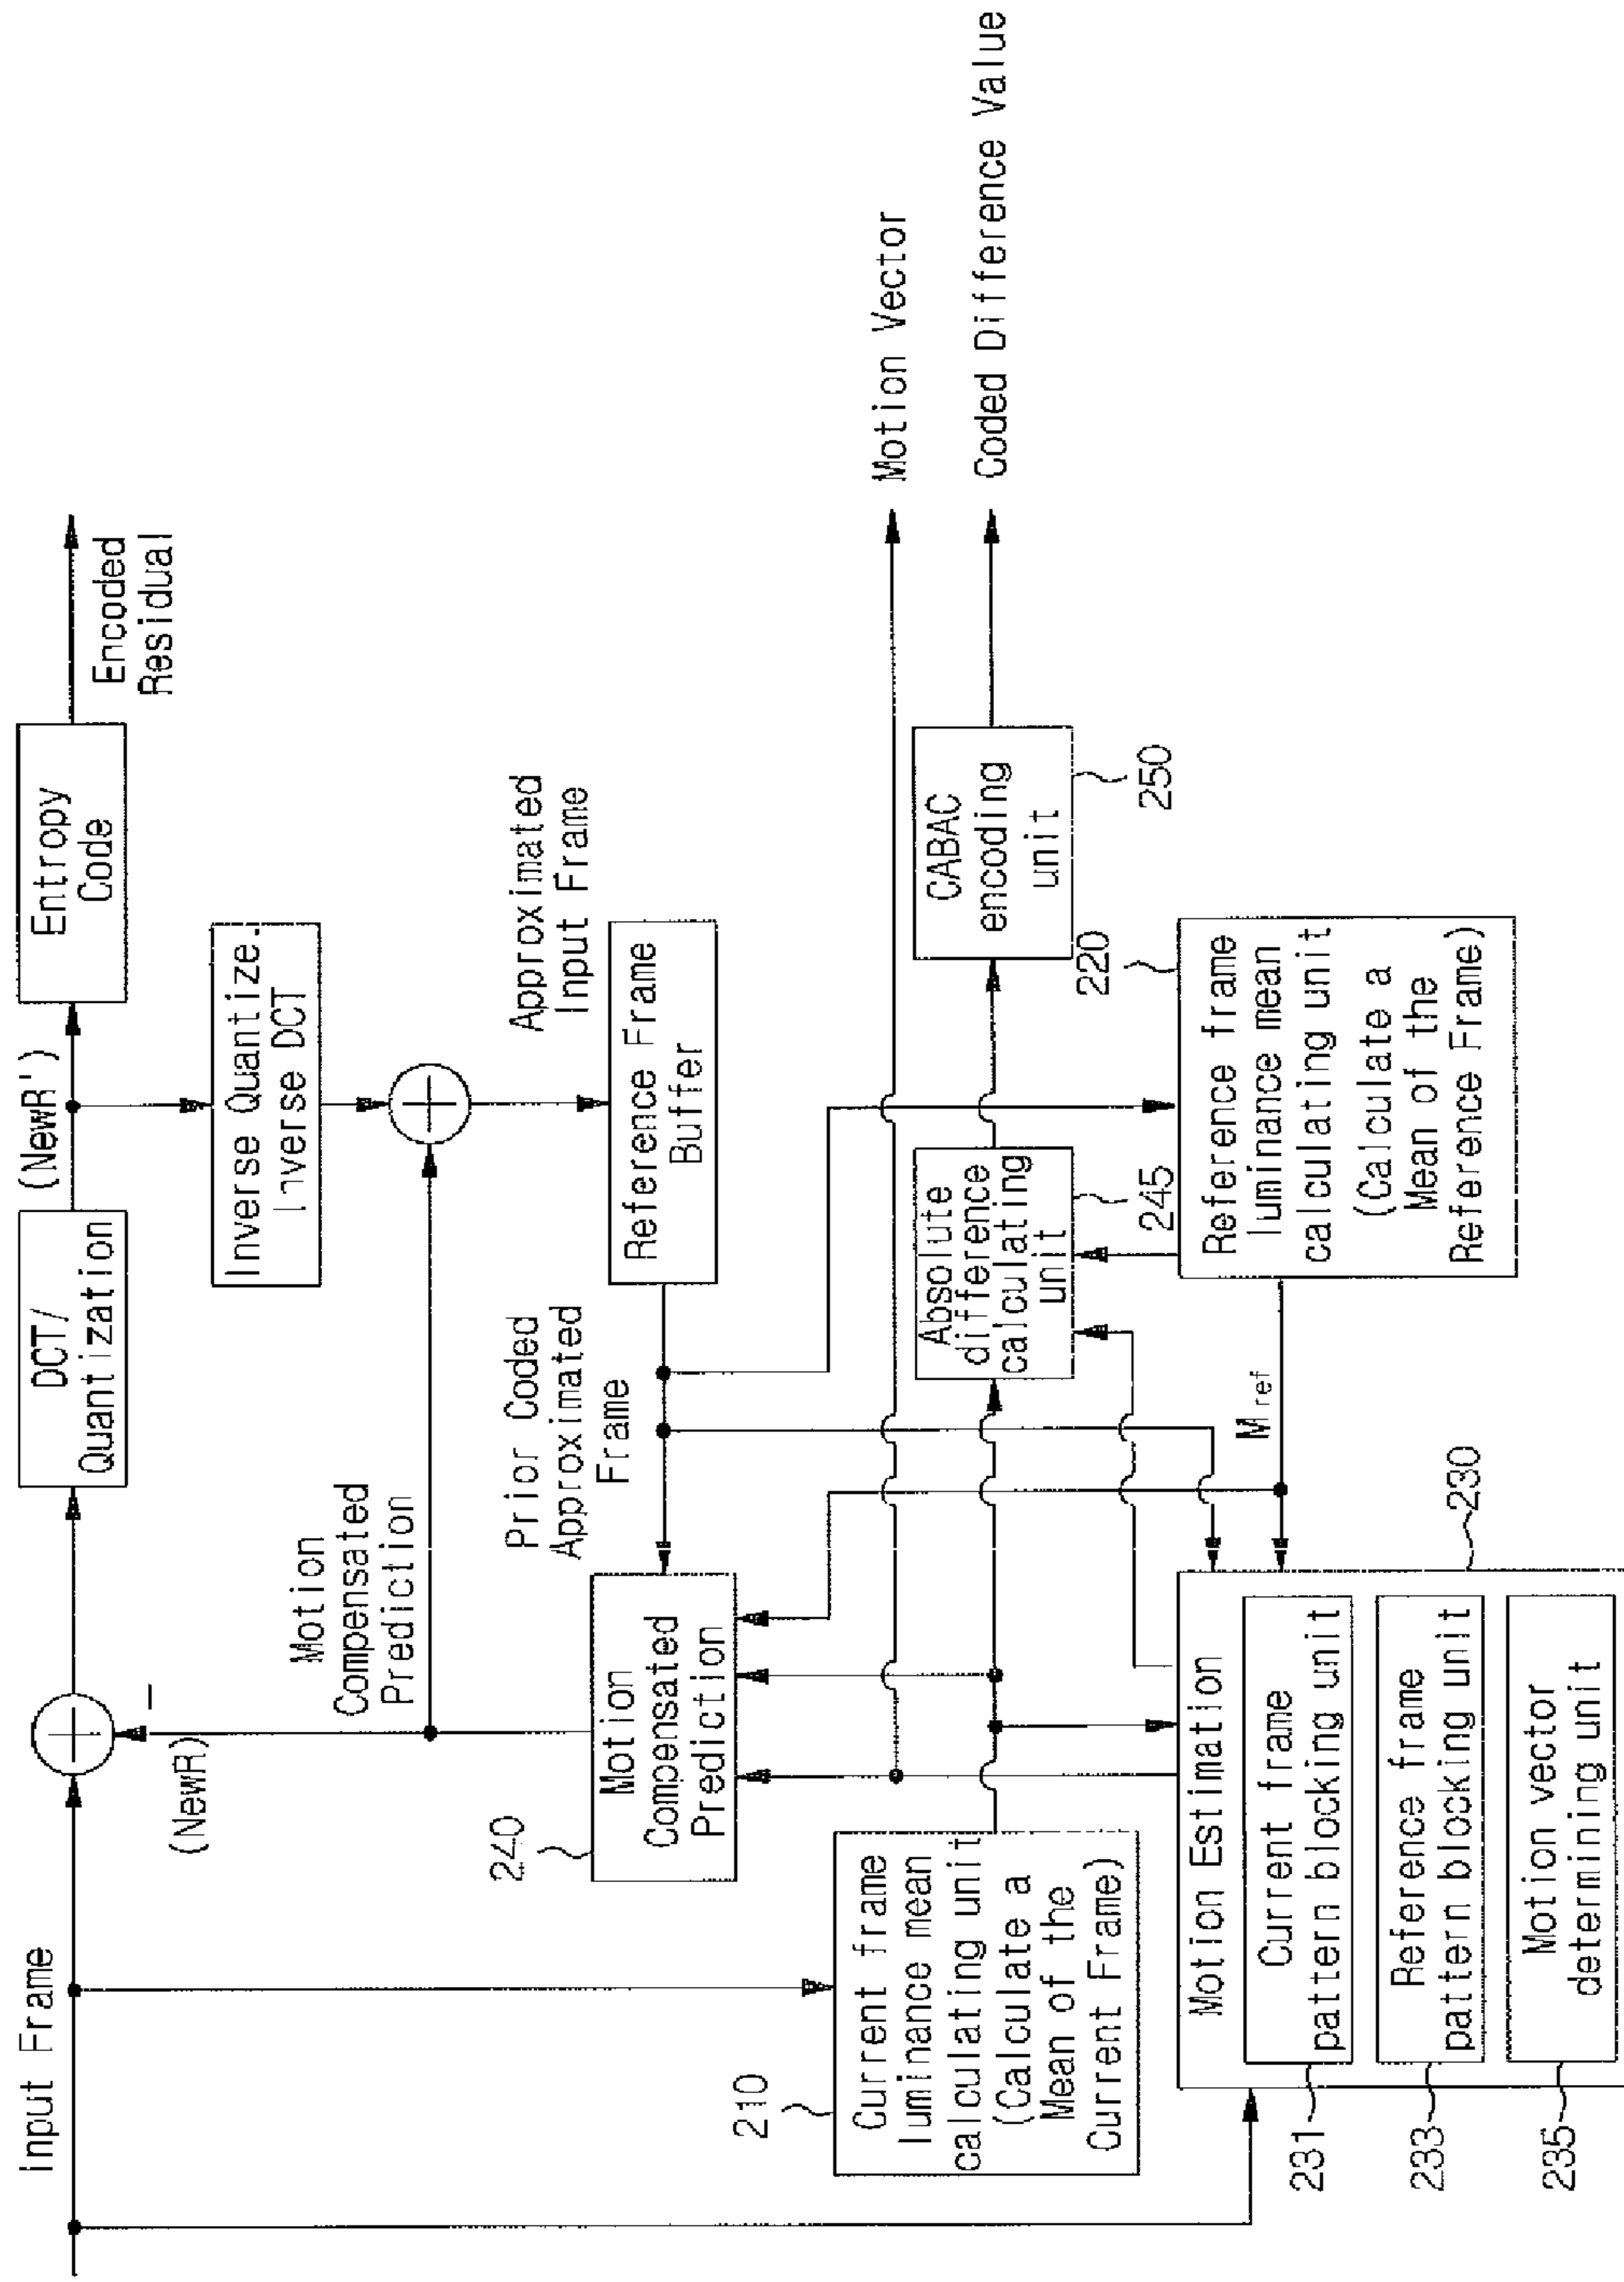 Input Frame
(NewR)
Motion
Compensated
Prediction
DCT/
Quantization
(NewR')
Entropy
Code
Encoded
Residual
Inverse Quantize.
Inverse DCT
Approximated
Input Frame
Reference Frame
Buffer
Prior Coded
Approximated
Frame
240
Motion
Compensated
Prediction
210
Current frame
luminance mean
calculating unit
(Calculate a
Mean of the
Current Frame)
Absolute
difference
calculating
unit
245
CABAC
encoding
unit
250
Motion Vector
Coded Difference Value
220
Reference frame
luminance mean
calculating unit
(Calculate a
Mean of the
Reference Frame)
Mref
230
Motion Estimation
231
Current frame
pattern blocking unit
233
Reference frame
pattern blocking unit
235
Motion vector
determining unit